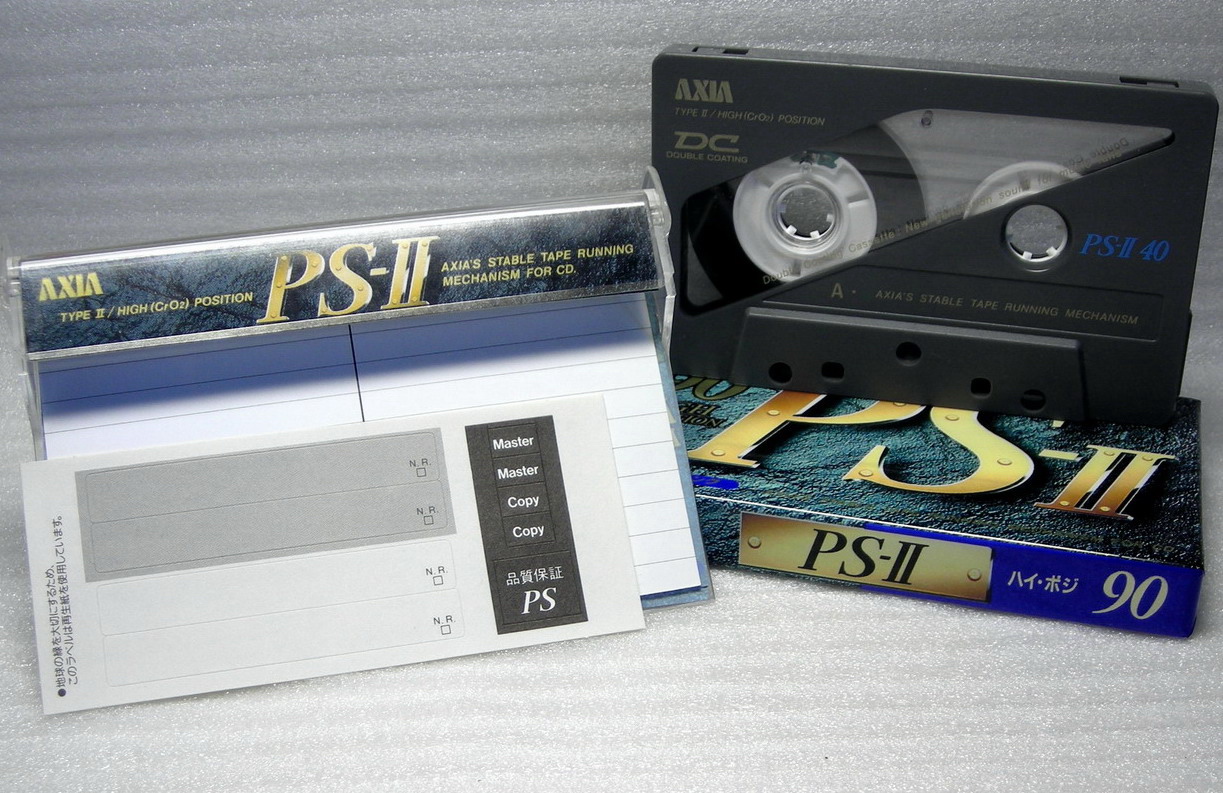 AXIA
TYPE II / HIGH (CrO2) POSITION
PS-II
AXIA'S STABLE TAPE RUNNING
MECHANISM FOR CD.
N.R.
N.R.
N.R.
N.R.
Master
Master
Copy
Copy
品質保証
PS
●地球の緑を大切にするため、
このラベルは再生紙を使用しています。
AXIA
TYPE II / HIGH (CrO2) POSITION
DC
DOUBLE COATING
PS-II 40
A・
AXIA'S STABLE TAPE RUNNING MECHANISM
PS-II
PS-II
ハイ・ポジ
90